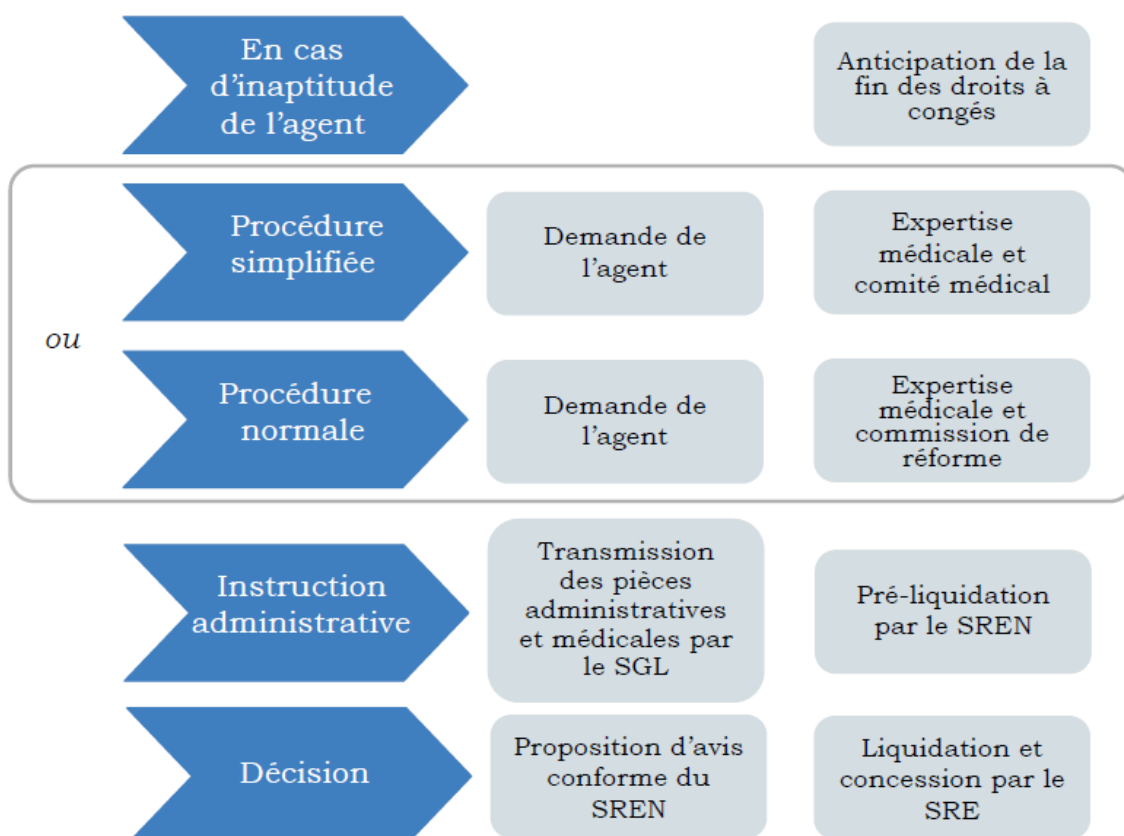 En cas
d'inaptitude
de l'agent
Anticipation de la
fin des droits à
congés
ou
Procédure
simplifiée
Demande de
l'agent
Expertise
médicale et
comité médical
Procédure
normale
Demande de
l'agent
Expertise
médicale et
commission de
réforme
Instruction
administrative
Transmission
des pièces
administratives
et médicales par
le SGL
Pré-liquidation
par le SREN
Décision
Proposition d'avis
conforme du
SREN
Liquidation et
concession par le
SRE